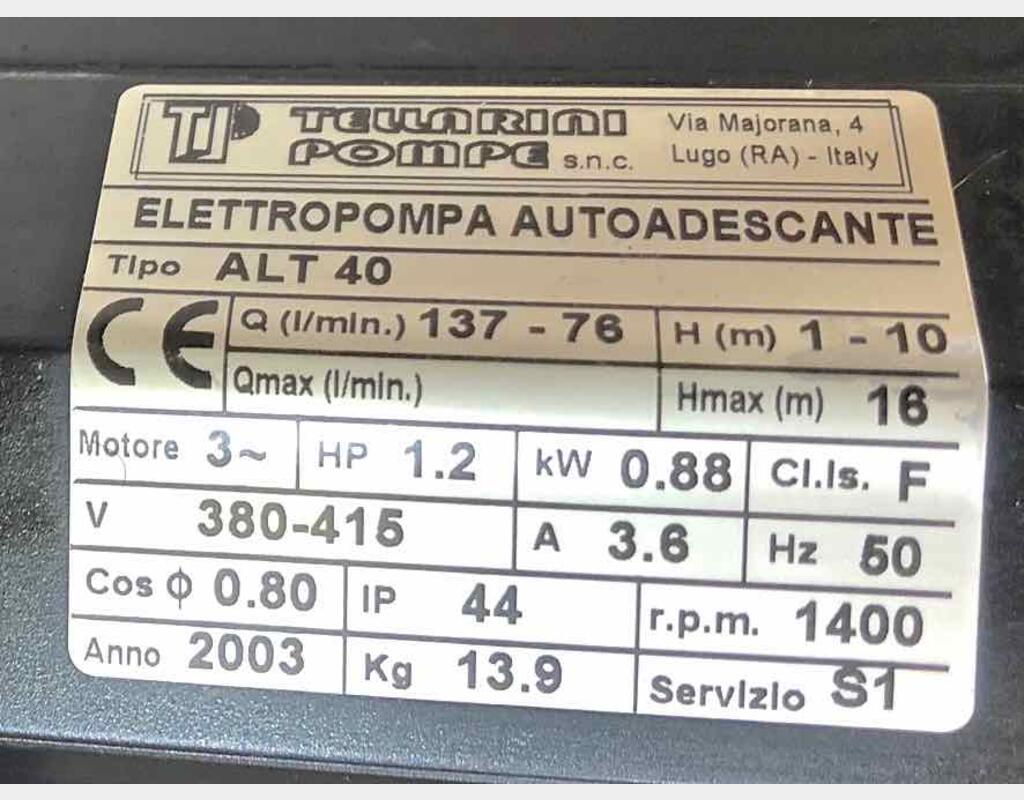 TP TELLARINI POMPE s.n.c. Via Majorana, 4
Lugo (RA) - Italy
ELETTROPOMPA AUTOADESCANTE
Tipo ALT 40
CE Q (l/min.) 137 - 76 H (m) 1 - 10
Qmax (l/min.) Hmax (m) 16
Motore 3~ HP 1.2 kW 0.88 Cl.Is. F
V 380-415 A 3.6 Hz 50
Cos ϕ 0.80 IP 44 r.p.m. 1400
Anno 2003 Kg 13.9 Servizio S1